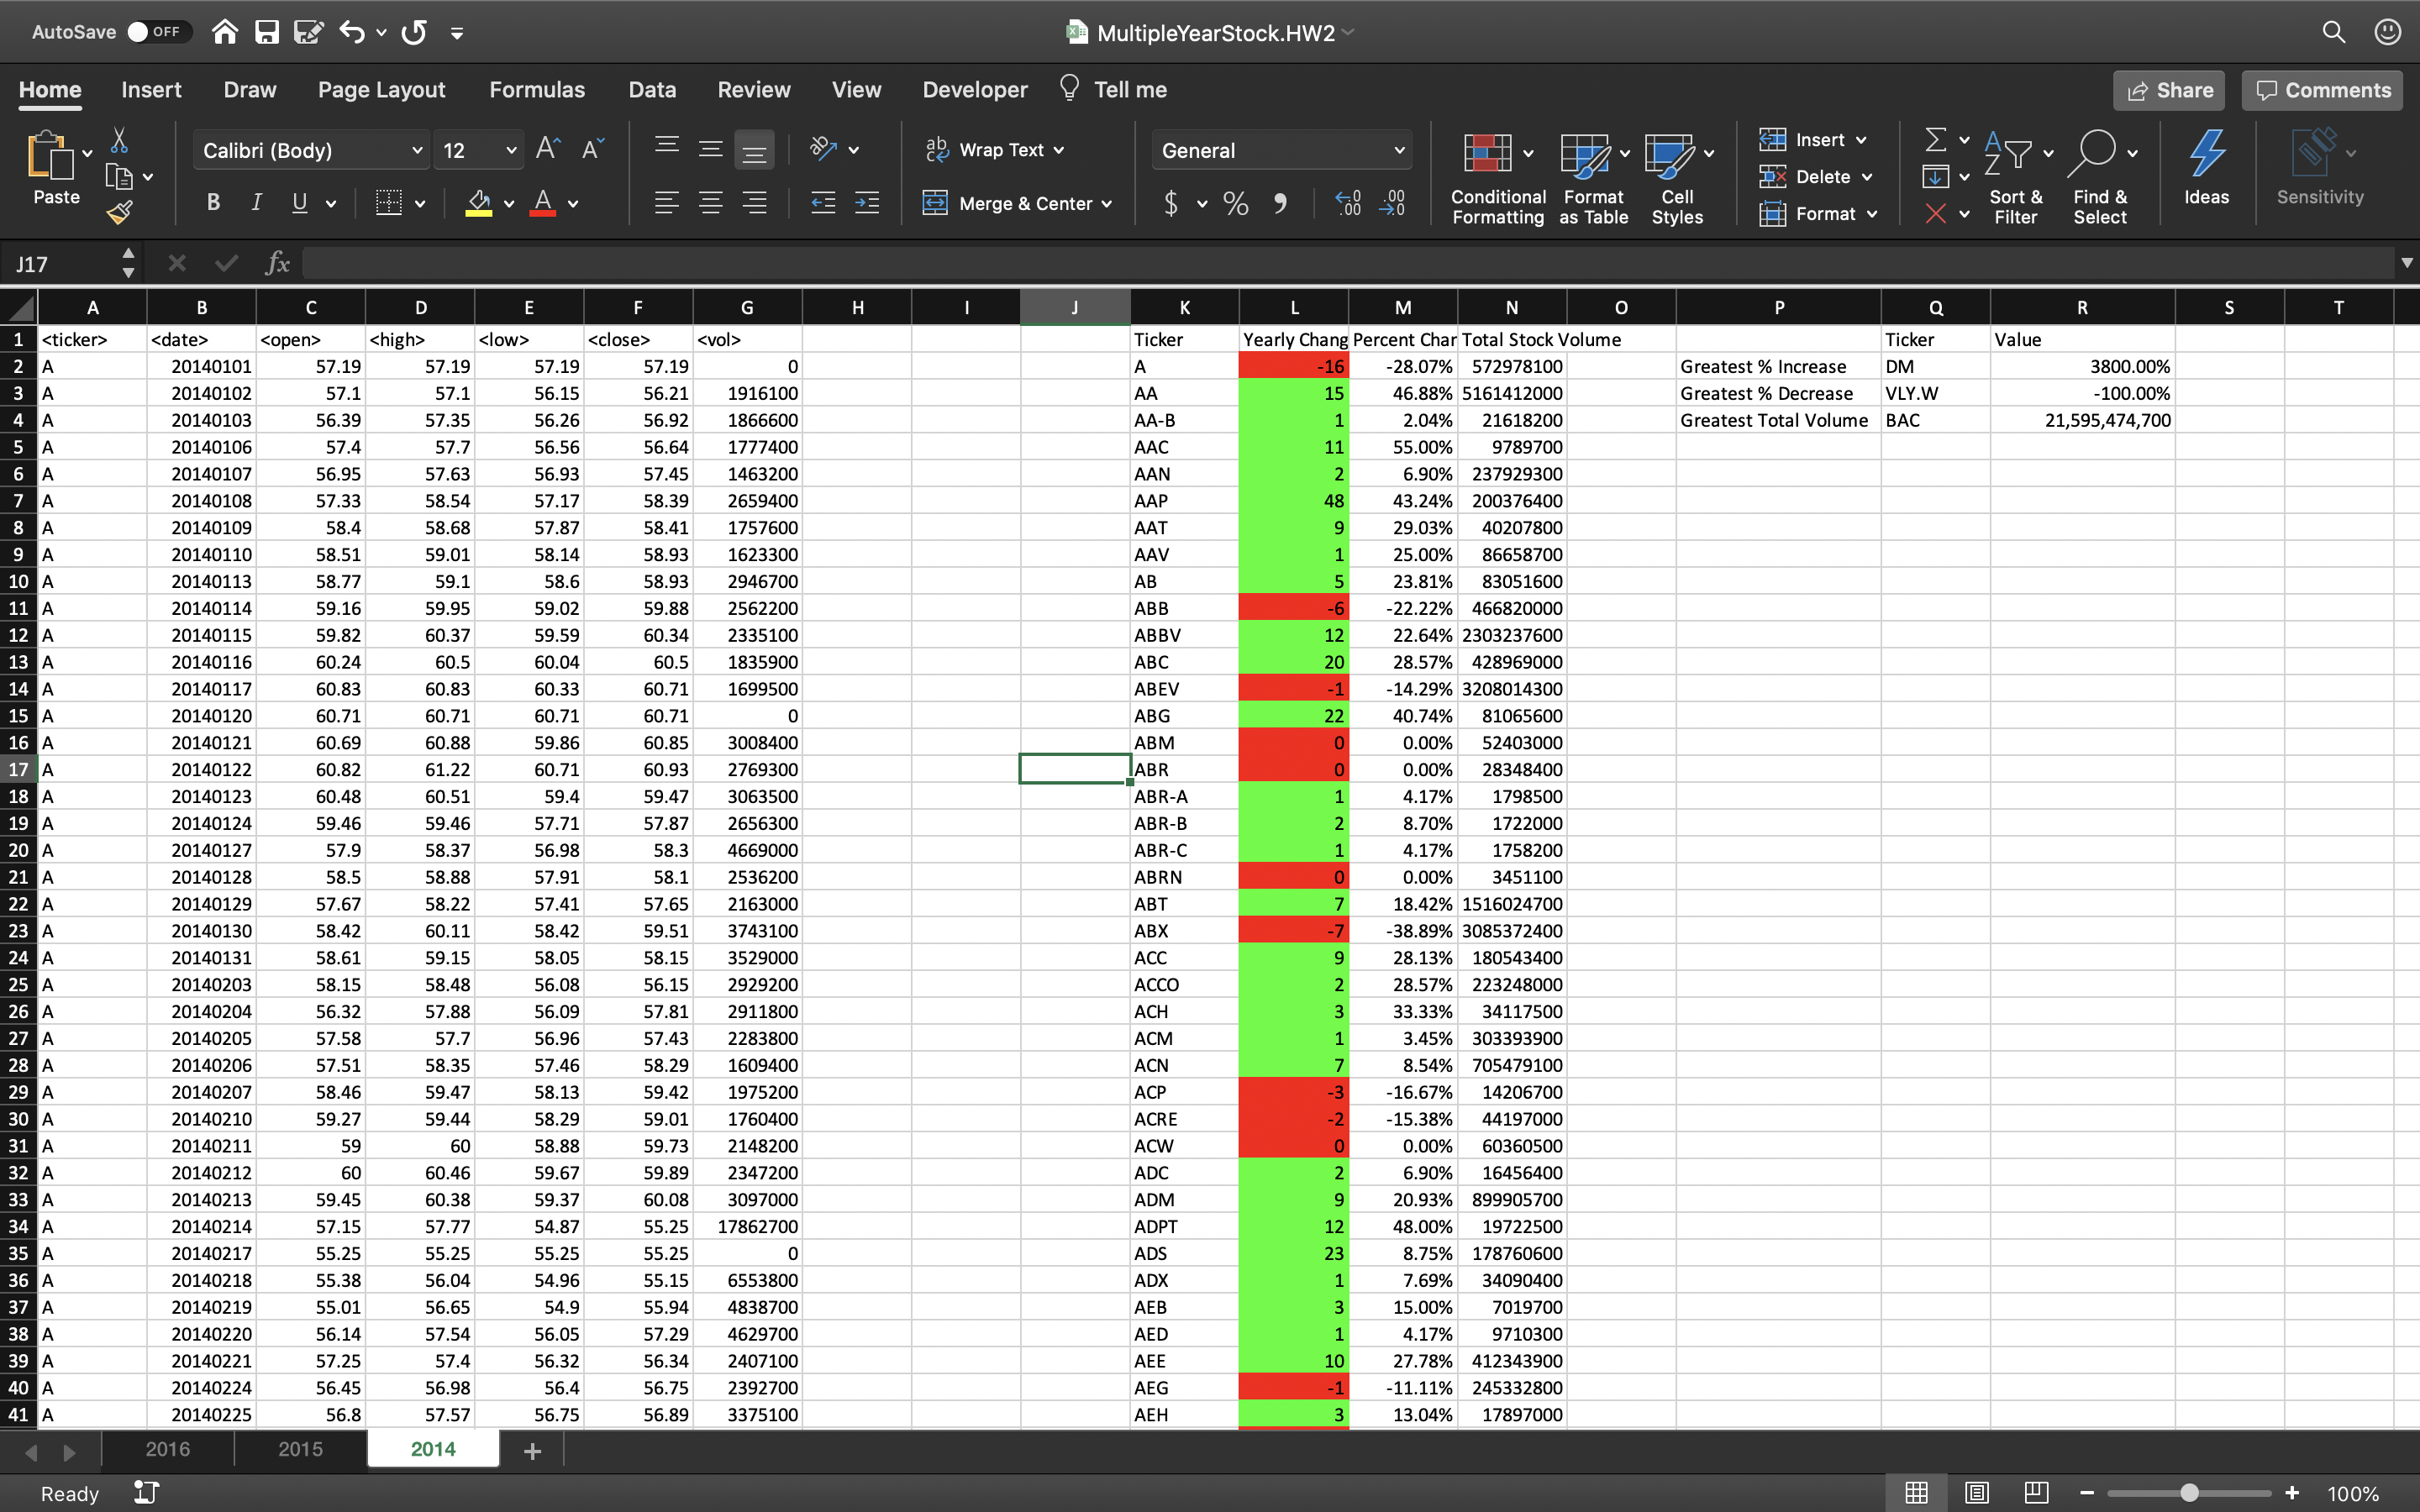 AutoSave OFF MultipleYearStock.HW2
Home Insert Draw Page Layout Formulas Data Review View Developer Tell me Share Comments
Paste Calibri (Body) 12 A A B I U A ab Wrap Text Merge & Center General $ % , .00 .00 Conditional Formatting Format as Table Cell Styles Insert Delete Format Sort & Filter Find & Select Ideas Sensitivity
J17 fx
A B C D E F G H I J K L M N O P Q R S T
1 <ticker> <date> <open> <high> <low> <close> <vol> Ticker Yearly Chang Percent Char Total Stock Volume Ticker Value
2 A 20140101 57.19 57.19 57.19 57.19 0 A -16 -28.07% 572978100 Greatest % Increase DM 3800.00%
3 A 20140102 57.1 57.1 56.15 56.21 1916100 AA 15 46.88% 5161412000 Greatest % Decrease VLY.W -100.00%
4 A 20140103 56.39 57.35 56.26 56.92 1866600 AA-B 1 2.04% 21618200 Greatest Total Volume BAC 21,595,474,700
5 A 20140106 57.4 57.7 56.56 56.64 1777400 AAC 11 55.00% 9789700
6 A 20140107 56.95 57.63 56.93 57.45 1463200 AAN 2 6.90% 237929300
7 A 20140108 57.33 58.54 57.17 58.39 2659400 AAP 48 43.24% 200376400
8 A 20140109 58.4 58.68 57.87 58.41 1757600 AAT 9 29.03% 40207800
9 A 20140110 58.51 59.01 58.14 58.93 1623300 AAV 1 25.00% 86658700
10 A 20140113 58.77 59.1 58.6 58.93 2946700 AB 5 23.81% 83051600
11 A 20140114 59.16 59.95 59.02 59.88 2562200 ABB -6 -22.22% 466820000
12 A 20140115 59.82 60.37 59.59 60.34 2335100 ABBV 12 22.64% 2303237600
13 A 20140116 60.24 60.5 60.04 60.5 1835900 ABC 20 28.57% 428969000
14 A 20140117 60.83 60.83 60.33 60.71 1699500 ABEV -1 -14.29% 3208014300
15 A 20140120 60.71 60.71 60.71 60.71 0 ABG 22 40.74% 81065600
16 A 20140121 60.69 60.88 59.86 60.85 3008400 ABM 0 0.00% 52403000
17 A 20140122 60.82 61.22 60.71 60.93 2769300 ABR 0 0.00% 28348400
18 A 20140123 60.48 60.51 59.4 59.47 3063500 ABR-A 1 4.17% 1798500
19 A 20140124 59.46 59.46 57.71 57.87 2656300 ABR-B 2 8.70% 1722000
20 A 20140127 57.9 58.37 56.98 58.3 4669000 ABR-C 1 4.17% 1758200
21 A 20140128 58.5 58.88 57.91 58.1 2536200 ABRN 0 0.00% 3451100
22 A 20140129 57.67 58.22 57.41 57.65 2163000 ABT 7 18.42% 1516024700
23 A 20140130 58.42 60.11 58.42 59.51 3743100 ABX -7 -38.89% 3085372400
24 A 20140131 58.61 59.15 58.05 58.15 3529000 ACC 9 28.13% 180543400
25 A 20140203 58.15 58.48 56.08 56.15 2929200 ACCO 2 28.57% 223248000
26 A 20140204 56.32 57.88 56.09 57.81 2911800 ACH 3 33.33% 34117500
27 A 20140205 57.58 57.7 56.96 57.43 2283800 ACM 1 3.45% 303393900
28 A 20140206 57.51 58.35 57.46 58.29 1609400 ACN 7 8.54% 705479100
29 A 20140207 58.46 59.47 58.13 59.42 1975200 ACP -3 -16.67% 14206700
30 A 20140210 59.27 59.44 58.29 59.01 1760400 ACRE -2 -15.38% 44197000
31 A 20140211 59 60 58.88 59.73 2148200 ACW 0 0.00% 60360500
32 A 20140212 60 60.46 59.67 59.89 2347200 ADC 2 6.90% 16456400
33 A 20140213 59.45 60.38 59.37 60.08 3097000 ADM 9 20.93% 899905700
34 A 20140214 57.15 57.77 54.87 55.25 17862700 ADPT 12 48.00% 19722500
35 A 20140217 55.25 55.25 55.25 55.25 0 ADS 23 8.75% 178760600
36 A 20140218 55.38 56.04 54.96 55.15 6553800 ADX 1 7.69% 34090400
37 A 20140219 55.01 56.65 54.9 55.94 4838700 AEB 3 15.00% 7019700
38 A 20140220 56.14 57.54 56.05 57.29 4629700 AED 1 4.17% 9710300
39 A 20140221 57.25 57.4 56.32 56.34 2407100 AEE 10 27.78% 412343900
40 A 20140224 56.45 56.98 56.4 56.75 2392700 AEG -1 -11.11% 245332800
41 A 20140225 56.8 57.57 56.75 56.89 3375100 AEH 3 13.04% 17897000
2016 2015 2014 +
Ready 100%